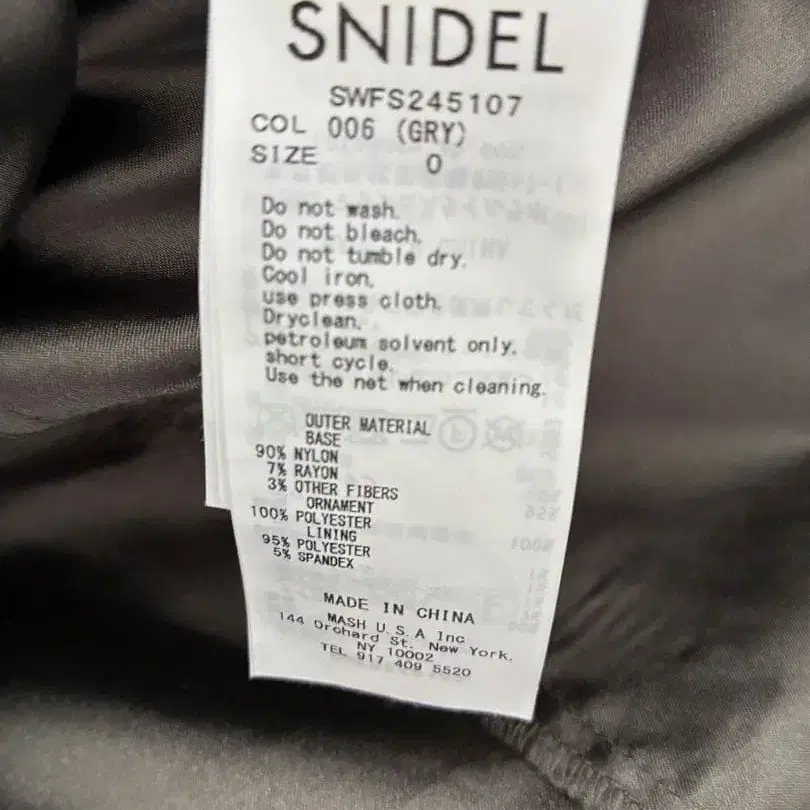 SNIDEL
SWFS245107
COL 006 (GRY)
SIZE 0
Do not wash.
Do not bleach.
Do not tumble dry.
Cool iron.
use press cloth.
Dryclean.
petroleum solvent only.
short cycle.
Use the net when cleaning.
OUTER MATERIAL
BASE
90% NYLON
7% RAYON
3% OTHER FIBERS
ORNAMENT
100% POLYESTER
LINING
95% POLYESTER
5% SPANDEX
MADE IN CHINA
MASH U.S.A Inc
144 Orchard St. New York,
NY 10002
TEL 917 409 5520